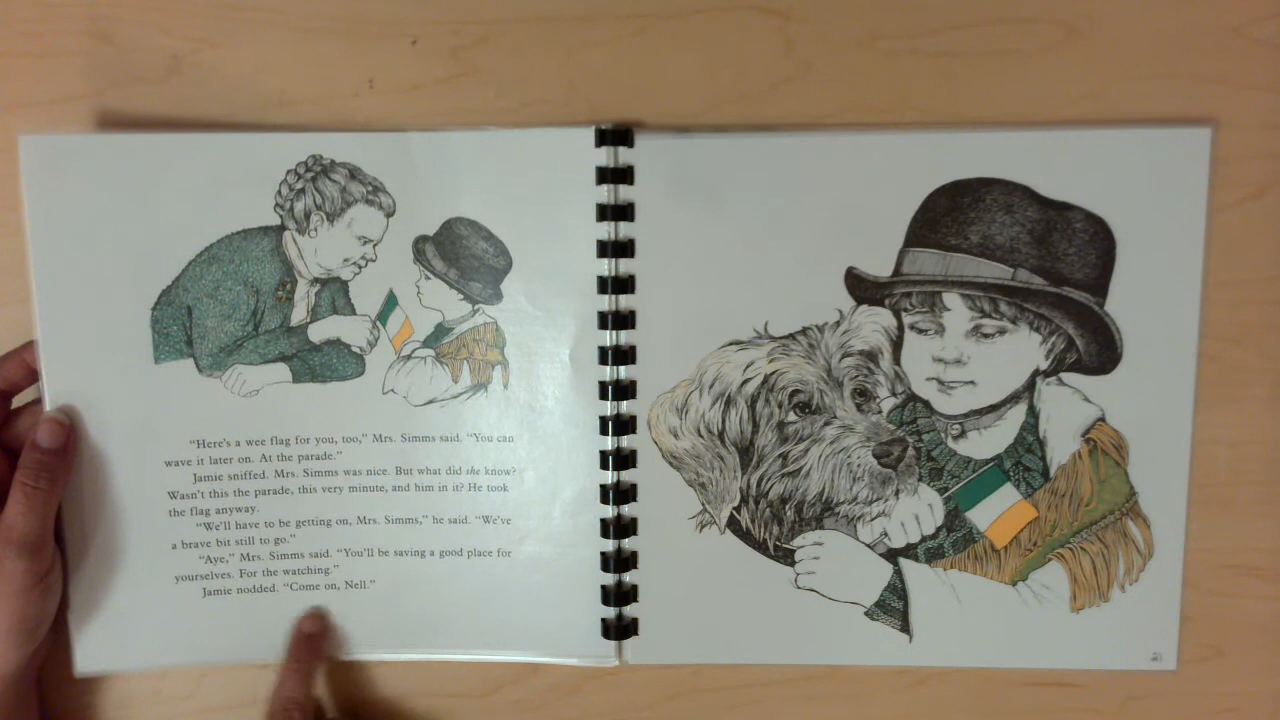 "Here's a wee flag for you, too," Mrs. Simms said. "You can
wave it later on. At the parade."
Jamie sniffed. Mrs. Simms was nice. But what did she know?
Wasn't this the parade, this very minute, and him in it? He took
the flag anyway.
"We'll have to be getting on, Mrs. Simms," he said. "We've
a brave bit still to go."
"Aye," Mrs. Simms said. "You'll be saving a good place for
yourselves. For the watching."
Jamie nodded. "Come on, Nell."